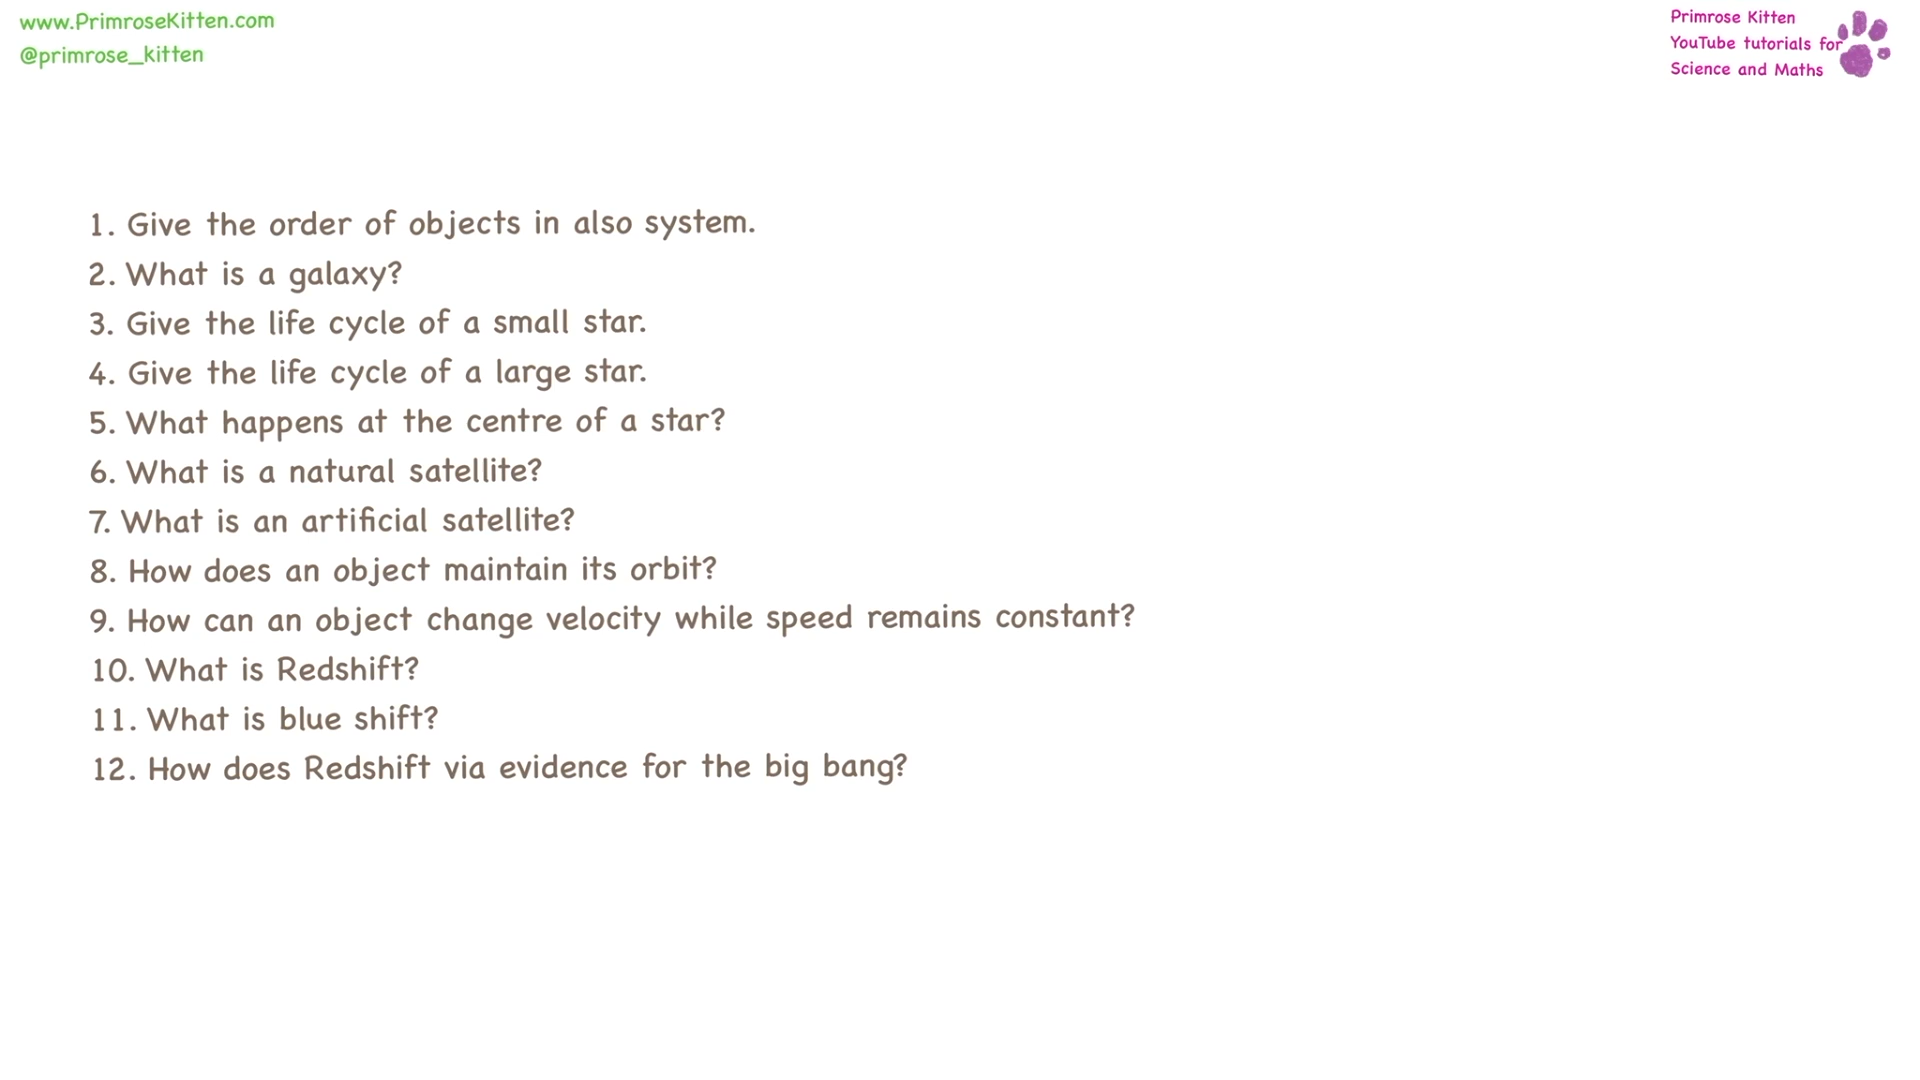 www.PrimroseKitten.com
@primrose_kitten
Primrose Kitten
YouTube tutorials for
Science and Maths
1. Give the order of objects in also system.
2. What is a galaxy?
3. Give the life cycle of a small star.
4. Give the life cycle of a large star.
5. What happens at the centre of a star?
6. What is a natural satellite?
7. What is an artificial satellite?
8. How does an object maintain its orbit?
9. How can an object change velocity while speed remains constant?
10. What is Redshift?
11. What is blue shift?
12. How does Redshift via evidence for the big bang?